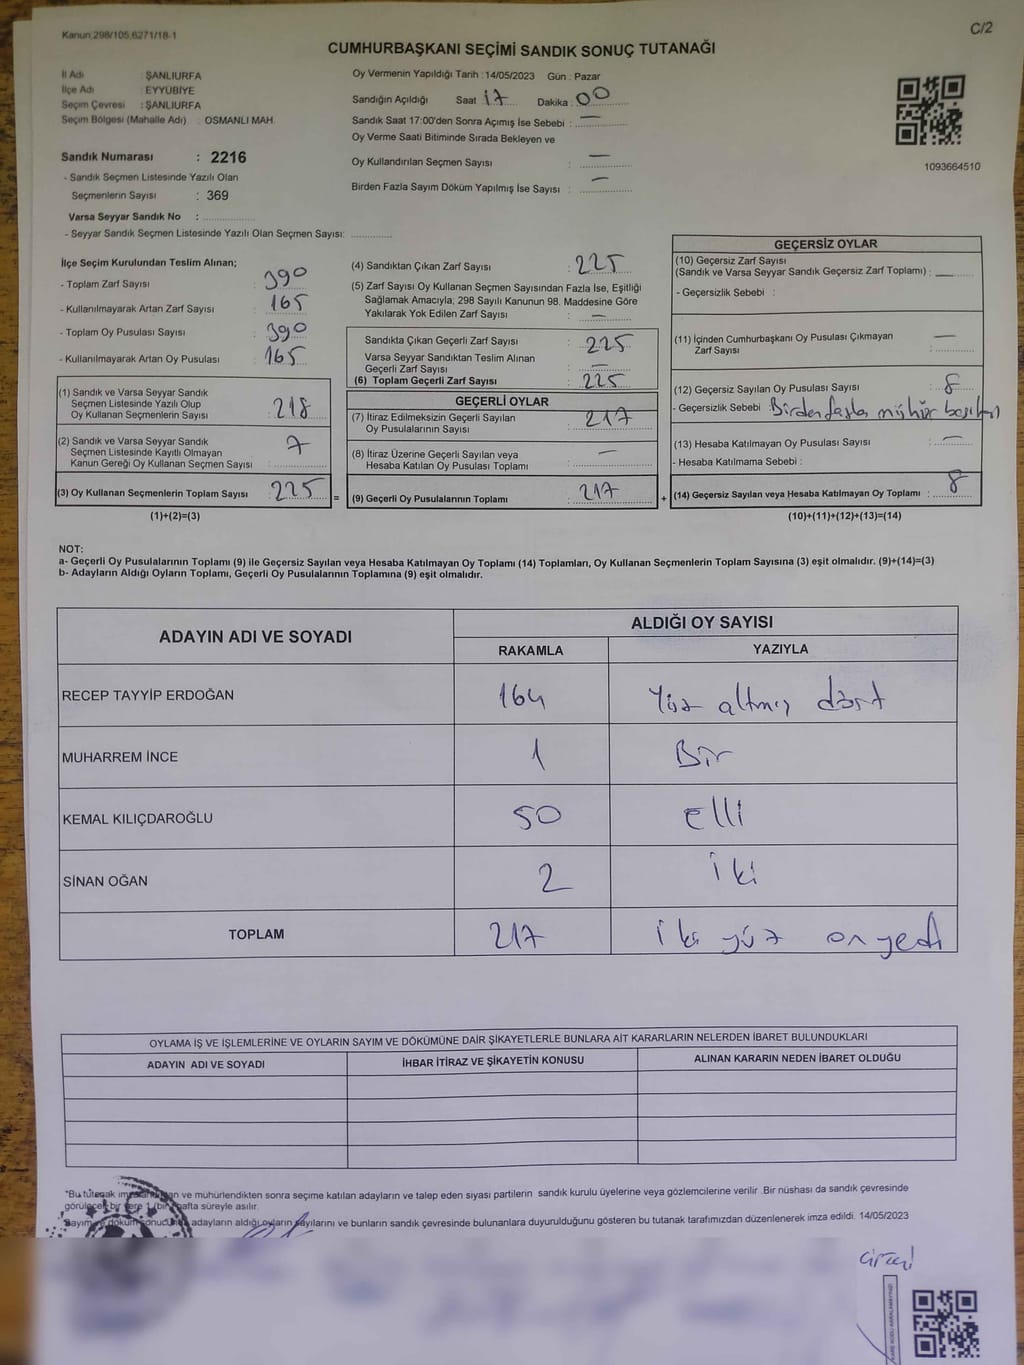 Kanun,298/105,6271/18-1
C/2
CUMHURBAŞKANI SEÇİMİ SANDIK SONUÇ TUTANAĞI
İl Adı : ŞANLIURFA
İlçe Adı : EYYÜBİYE
Seçim Çevresi : ŞANLIURFA
Seçim Bölgesi (Mahalle Adı) : OSMANLI MAH.
Sandık Numarası : 2216
- Sandık Seçmen Listesinde Yazılı Olan
Seçmenlerin Sayısı : 369
Varsa Seyyar Sandık No :
- Seyyar Sandık Seçmen Listesinde Yazılı Olan Seçmen Sayısı:
Oy Vermenin Yapıldığı Tarih : 14/05/2023 Gün : Pazar
Sandığın Açıldığı Saat 17 Dakika : 00
Sandık Saat 17:00'den Sonra Açımış İse Sebebi : —
Oy Verme Saati Bitiminde Sırada Bekleyen ve
Oy Kullandırılan Seçmen Sayısı : —
Birden Fazla Sayım Döküm Yapılmış İse Sayısı : —
1093664510
İlçe Seçim Kurulundan Teslim Alınan;
- Toplam Zarf Sayısı : 390
- Kullanılmayarak Artan Zarf Sayısı : 165
- Toplam Oy Pusulası Sayısı : 390
- Kullanılmayarak Artan Oy Pusulası : 165
(1) Sandık ve Varsa Seyyar Sandık
Seçmen Listesinde Yazılı Olup
Oy Kullanan Seçmenlerin Sayısı : 218
(2) Sandık ve Varsa Seyyar Sandık
Seçmen Listesinde Kayıtlı Olmayan
Kanun Gereği Oy Kullanan Seçmen Sayısı : 7
(3) Oy Kullanan Seçmenlerin Toplam Sayısı : 225 =
(1)+(2)=(3)
(4) Sandıktan Çıkan Zarf Sayısı : 225
(5) Zarf Sayısı Oy Kullanan Seçmen Sayısından Fazla İse, Eşitliği
Sağlamak Amacıyla; 298 Sayılı Kanunun 98. Maddesine Göre
Yakılarak Yok Edilen Zarf Sayısı : —
Sandıkta Çıkan Geçerli Zarf Sayısı : 225
Varsa Seyyar Sandıktan Teslim Alınan
Geçerli Zarf Sayısı : —
(6) Toplam Geçerli Zarf Sayısı : 225
GEÇERLİ OYLAR
(7) İtiraz Edilmeksizin Geçerli Sayılan
Oy Pusulalarının Sayısı : 217
(8) İtiraz Üzerine Geçerli Sayılan veya
Hesaba Katılan Oy Pusulası Toplamı : —
(9) Geçerli Oy Pusulalarının Toplamı : 217 +
GEÇERSİZ OYLAR
(10) Geçersiz Zarf Sayısı
(Sandık ve Varsa Seyyar Sandık Geçersiz Zarf Toplamı) : —
- Geçersizlik Sebebi :
(11) İçinden Cumhurbaşkanı Oy Pusulası Çıkmayan
Zarf Sayısı : —
(12) Geçersiz Sayılan Oy Pusulası Sayısı : 8
- Geçersizlik Sebebi : Birden fazla mühür
(13) Hesaba Katılmayan Oy Pusulası Sayısı : —
- Hesaba Katılmama Sebebi :
(14) Geçersiz Sayılan veya Hesaba Katılmayan Oy Toplamı : 8
(10)+(11)+(12)+(13)=(14)
NOT:
a- Geçerli Oy Pusulalarının Toplamı (9) ile Geçersiz Sayılan veya Hesaba Katılmayan Oy Toplamı (14) Toplamları, Oy Kullanan Seçmenlerin Toplam Sayısına (3) eşit olmalıdır. (9)+(14)=(3)
b- Adayların Aldığı Oyların Toplamı, Geçerli Oy Pusulalarının Toplamına (9) eşit olmalıdır.
ADAYIN ADI VE SOYADI
ALDIĞI OY SAYISI
RAKAMLA YAZIYLA
RECEP TAYYİP ERDOĞAN 164 Yüz altmış dört
MUHARREM İNCE 1 Bir
KEMAL KILIÇDAROĞLU 50 elli
SİNAN OĞAN 2 iki
TOPLAM 217 iki yüz on yedi
OYLAMA İŞ VE İŞLEMLERİNE VE OYLARIN SAYIM VE DÖKÜMÜNE DAİR ŞİKAYETLERLE BUNLARA AİT KARARLARIN NELERDEN İBARET BULUNDUKLARI
ADAYIN ADI VE SOYADI İHBAR İTİRAZ VE ŞİKAYETİN KONUSU ALINAN KARARIN NEDEN İBARET OLDUĞU
"Bu tutanak ve mühürlendikten sonra seçime katılan adayların ve talep eden siyasi partilerin sandık kurulu üyelerine veya gözlemcilerine verilir .Bir nüshası da sandık çevresinde
görülecek bir yere 1 (bir) hafta süreyle asılır.
Sayım ve döküm sonucunda adayların aldığı oyların sayılarını ve bunların sandık çevresinde bulunanlara duyurulduğunu gösteren bu tutanak tarafımızdan düzenlenerek imza edildi. 14/05/2023